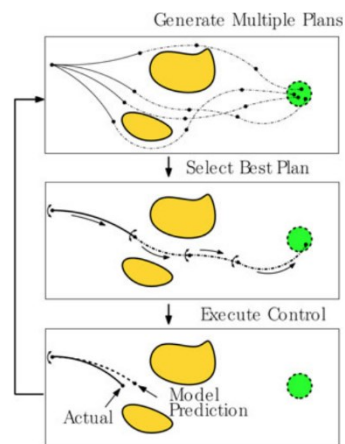 Generate Multiple Plans
Select Best Plan
Execute Control
Model
Prediction
Actual